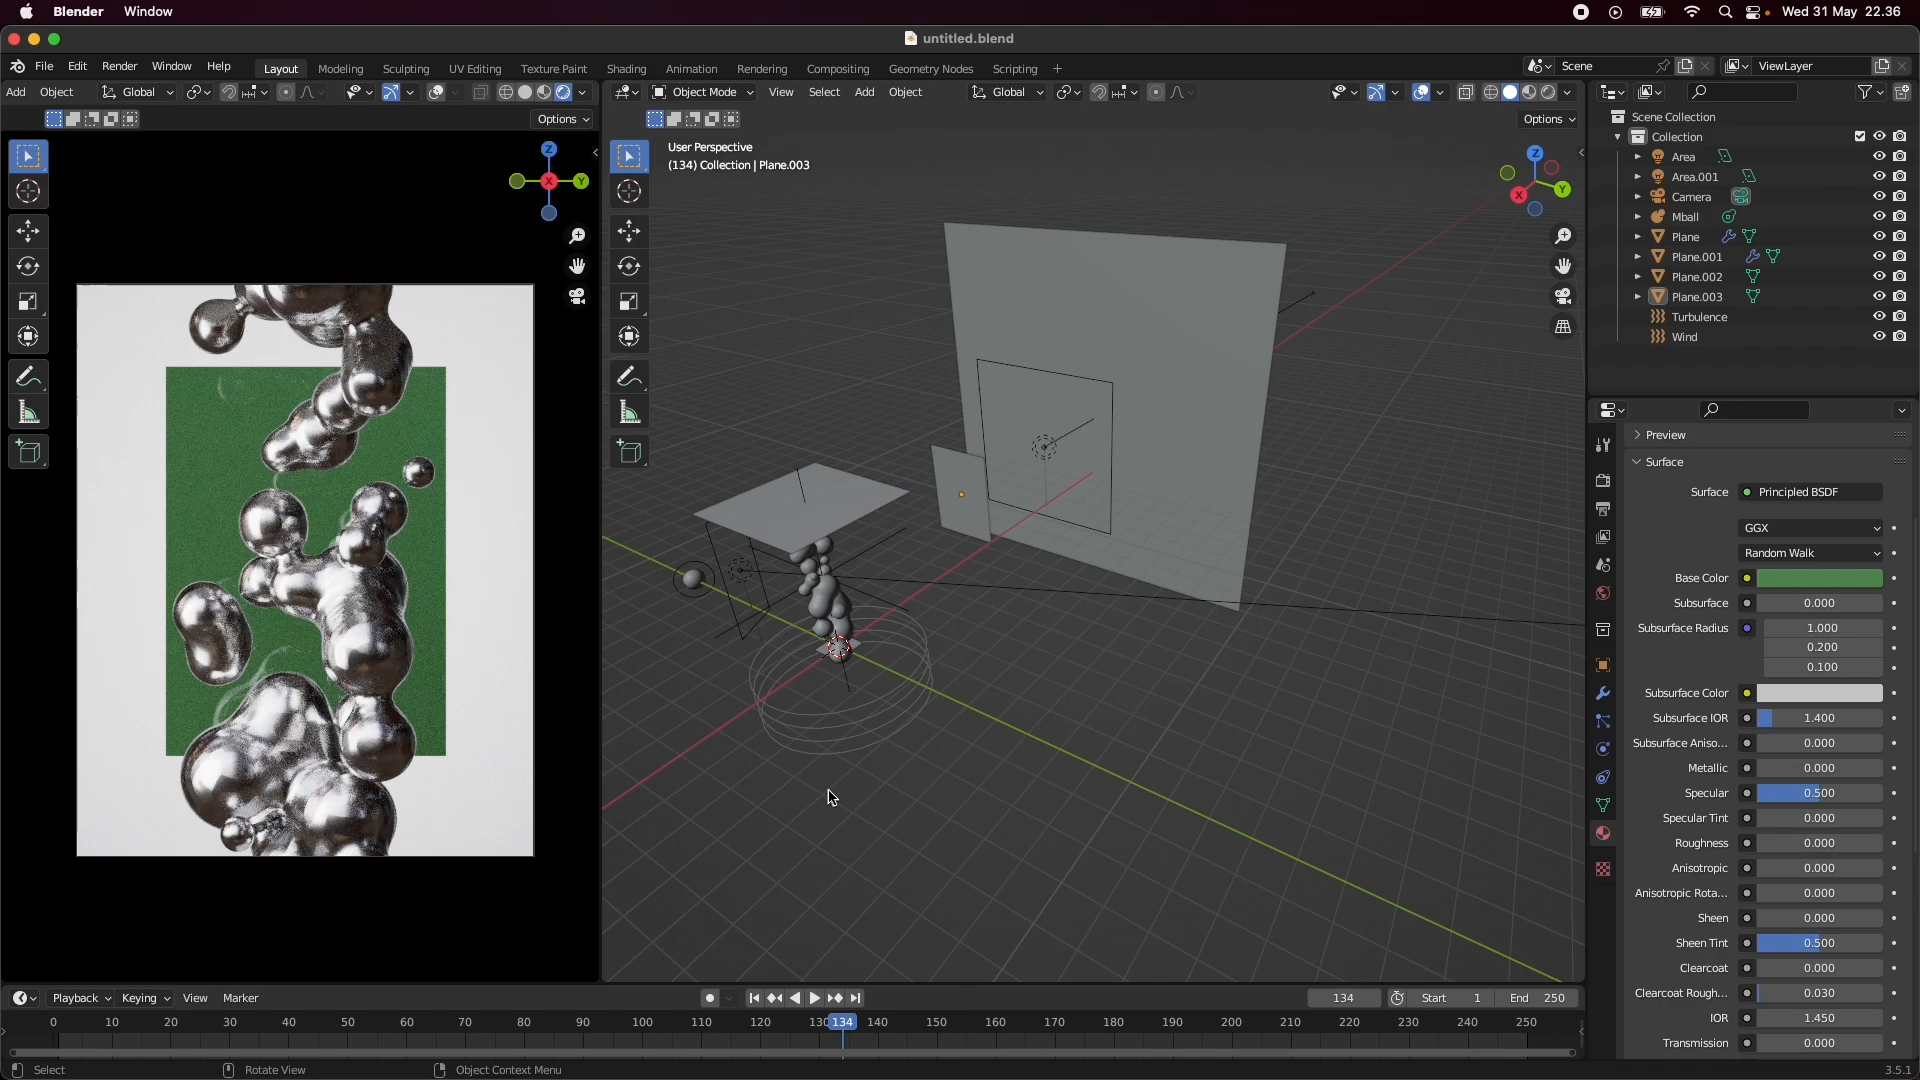 Blender Window Wed 31 May 22.36
untitled.blend
File Edit Render Window Help Layout Modeling Sculpting UV Editing Texture Paint Shading Animation Rendering Compositing Geometry Nodes Scripting + Scene ViewLayer
Add Object Global Object Mode View Select Add Object Global
Options Options
User Perspective
(134) Collection | Plane.003
Z
Y
X
Z
Y
X
Scene Collection
Collection
Area
Area.001
Camera
Mball
Plane
Plane.001
Plane.002
Plane.003
Turbulence
Wind
Preview
Surface
Surface Principled BSDF
GGX
Random Walk
Base Color
Subsurface 0.000
Subsurface Radius 1.000
0.200
0.100
Subsurface Color
Subsurface IOR 1.400
Subsurface Aniso... 0.000
Metallic 0.000
Specular 0.500
Specular Tint 0.000
Roughness 0.000
Anisotropic 0.000
Anisotropic Rota... 0.000
Sheen 0.000
Sheen Tint 0.500
Clearcoat 0.000
Clearcoat Rough... 0.030
IOR 1.450
Transmission 0.000
Playback Keying View Marker 134 Start 1 End 250
0 10 20 30 40 50 60 70 80 90 100 110 120 130 134 140 150 160 170 180 190 200 210 220 230 240 250
Select Rotate View Object Context Menu 3.5.1